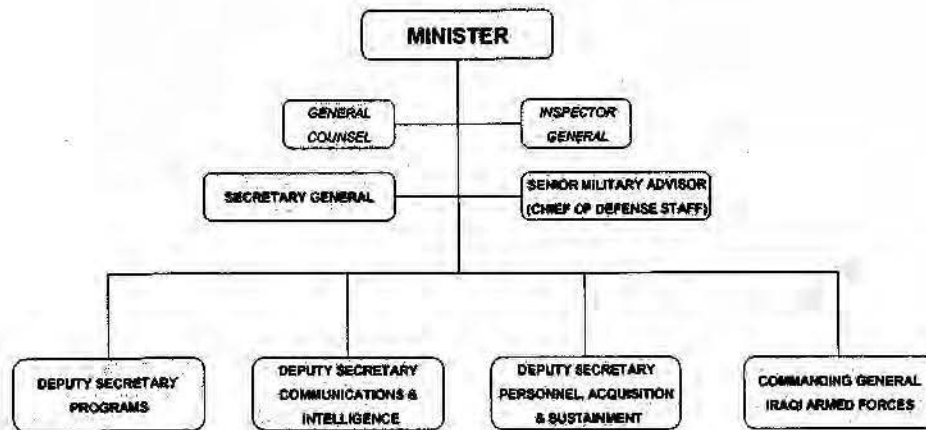 MINISTER
GENERAL
COUNSEL
INSPECTOR
GENERAL
SECRETARY GENERAL
SENIOR MILITARY ADVISOR
(CHIEF OF DEFENSE STAFF)
DEPUTY SECRETARY
PROGRAMS
DEPUTY SECRETARY
COMMUNICATIONS &
INTELLIGENCE
DEPUTY SECRETARY
PERSONNEL, ACQUISITION
& SUSTAINMENT
COMMANDING GENERAL
IRAQI ARMED FORCES